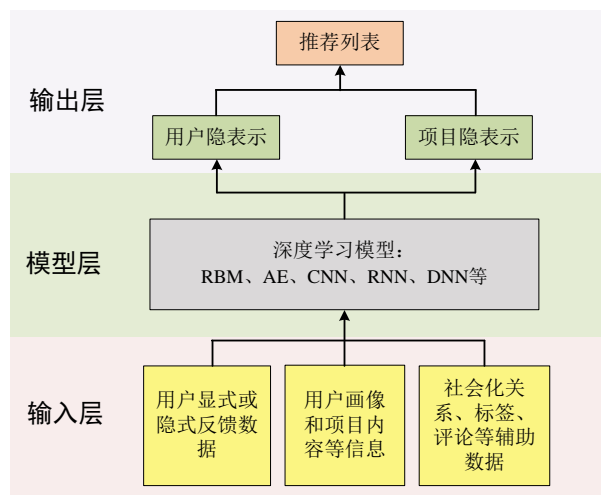 推荐列表
输出层
用户隐表示
项目隐表示
模型层
深度学习模型：
RBM、AE、CNN、RNN、DNN等
输入层
用户显式或
隐式反馈数
据
用户画像
和项目内
容等信息
社会化关
系、标签、
评论等辅助
数据